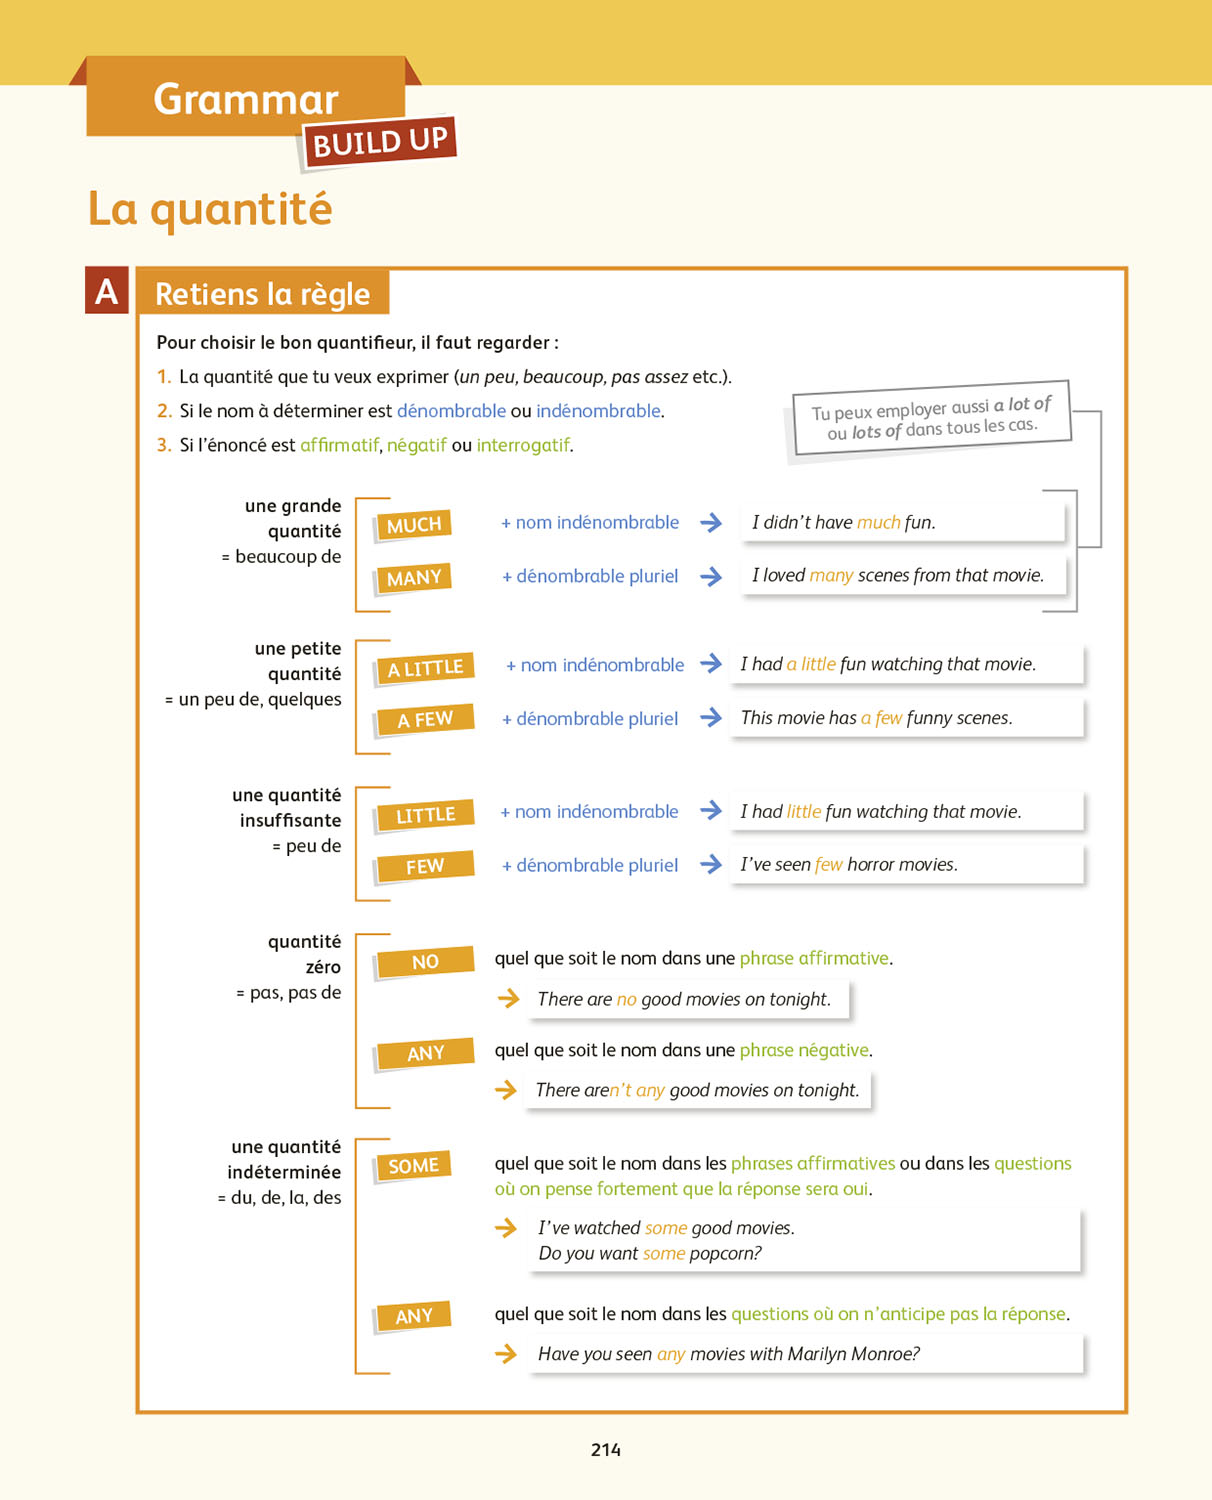 Grammar
BUILD UP
La quantité
A
Retiens la règle
Pour choisir le bon quantifieur, il faut regarder :
1. La quantité que tu veux exprimer (un peu, beaucoup, pas assez etc.).
2. Si le nom à déterminer est dénombrable ou indénombrable.
3. Si l'énoncé est affirmatif, négatif ou interrogatif.
Tu peux employer aussi a lot of
ou lots of dans tous les cas.
une grande
quantité
= beaucoup de
MUCH + nom indénombrable → I didn't have much fun.
MANY + dénombrable pluriel → I loved many scenes from that movie.
une petite
quantité
= un peu de, quelques
A LITTLE + nom indénombrable → I had a little fun watching that movie.
A FEW + dénombrable pluriel → This movie has a few funny scenes.
une quantité
insuffisante
= peu de
LITTLE + nom indénombrable → I had little fun watching that movie.
FEW + dénombrable pluriel → I've seen few horror movies.
quantité
zéro
= pas, pas de
NO quel que soit le nom dans une phrase affirmative.
→ There are no good movies on tonight.
ANY quel que soit le nom dans une phrase négative.
→ There aren't any good movies on tonight.
une quantité
indéterminée
= du, de, la, des
SOME quel que soit le nom dans les phrases affirmatives ou dans les questions
où on pense fortement que la réponse sera oui.
→ I've watched some good movies.
Do you want some popcorn?
ANY quel que soit le nom dans les questions où on n'anticipe pas la réponse.
→ Have you seen any movies with Marilyn Monroe?
214